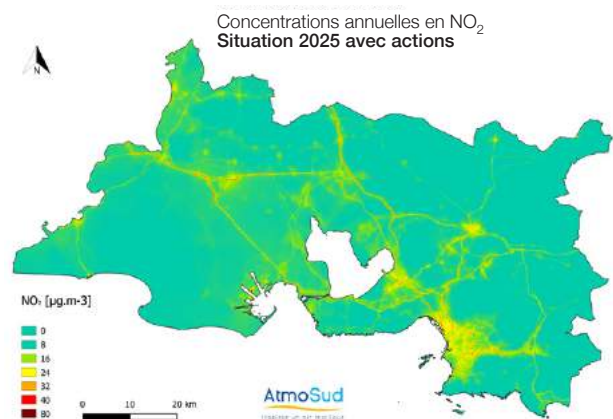 Concentrations annuelles en NO₂
Situation 2025 avec actions
N
NO₂ [µg.m-3]
0
8
16
24
32
40
80
0 10 20 km
AtmoSud